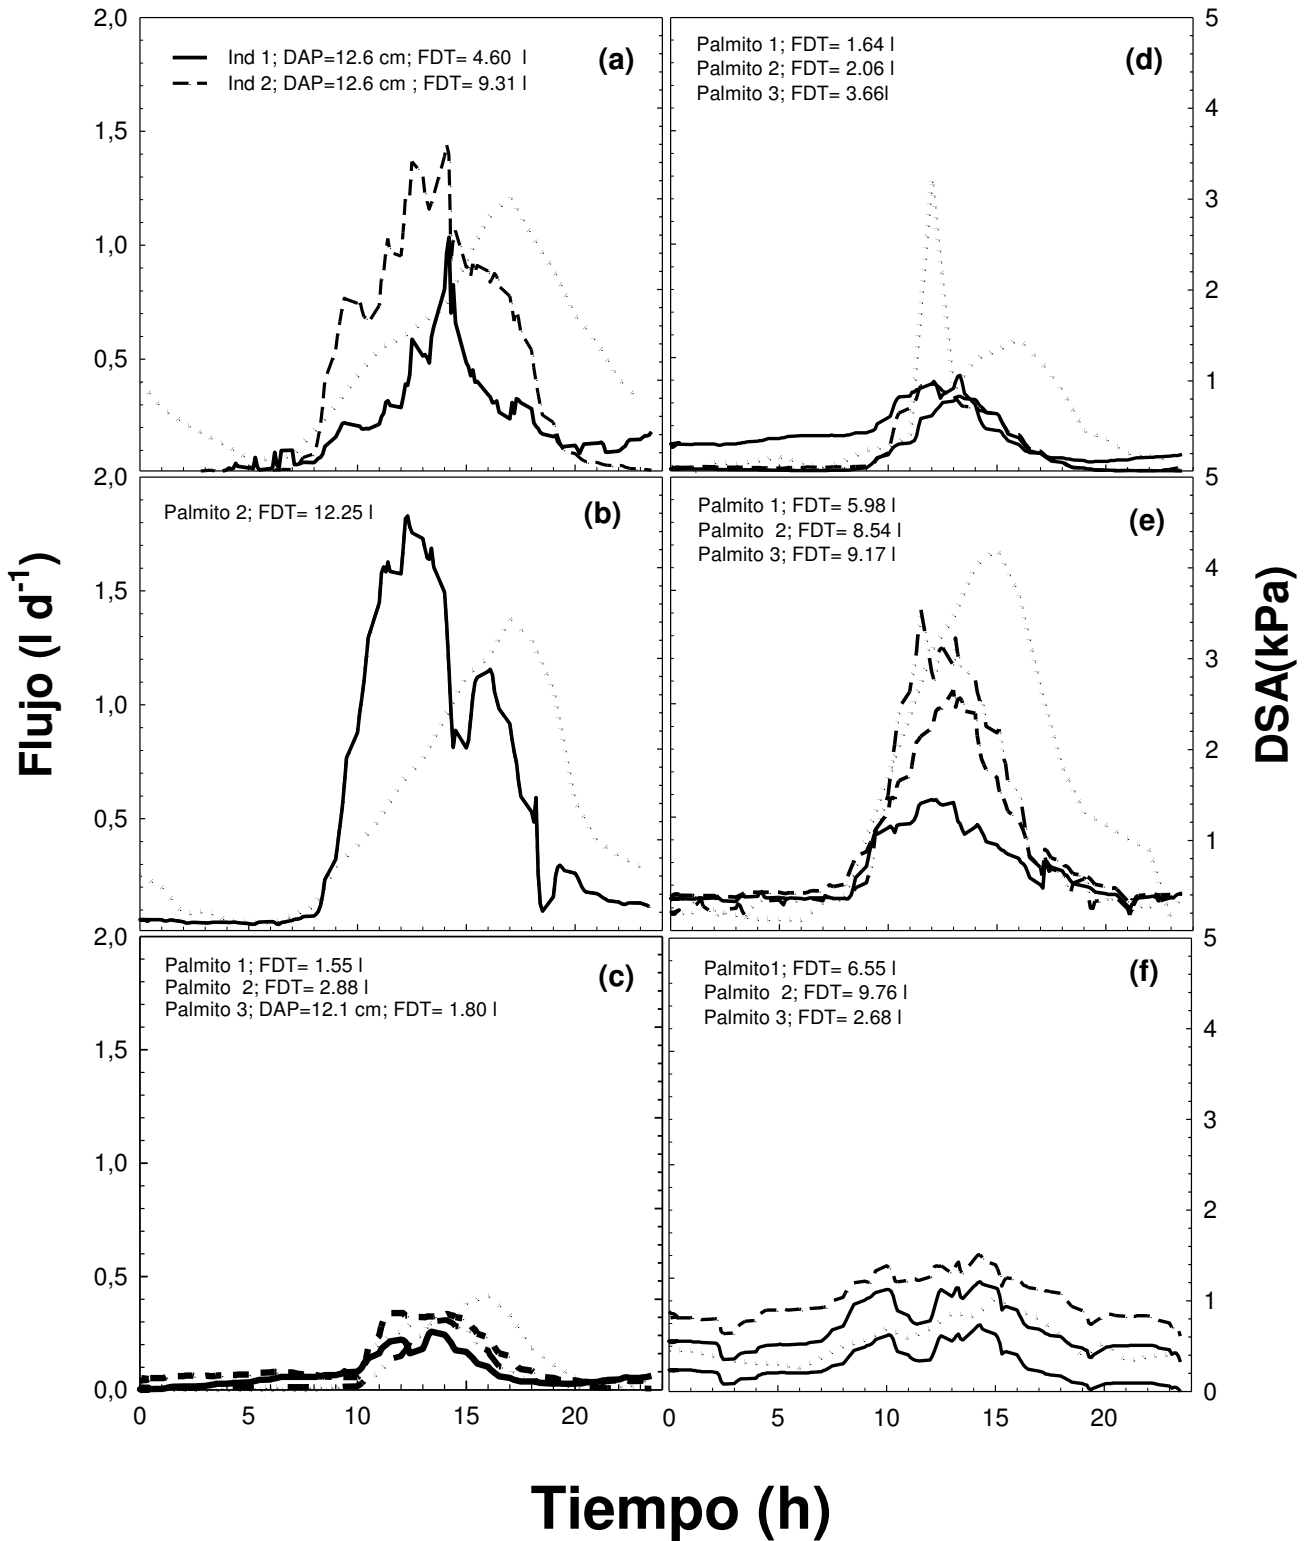 2,0
1,5
1,0
0,5
Ind 1; DAP=12.6 cm; FDT= 4.60 l
Ind 2; DAP=12.6 cm ; FDT= 9.31 l
(a)
Palmito 1; FDT= 1.64 l
Palmito 2; FDT= 2.06 l
Palmito 3; FDT= 3.66l
(d)
5
4
3
2
1
2,0
1,5
1,0
0,5
Palmito 2; FDT= 12.25 l
(b)
Palmito 1; FDT= 5.98 l
Palmito 2; FDT= 8.54 l
Palmito 3; FDT= 9.17 l
(e)
5
4
3
2
1
Flujo (l d-1)
DSA(kPa)
2,0
1,5
1,0
0,5
0,0
Palmito 1; FDT= 1.55 l
Palmito 2; FDT= 2.88 l
Palmito 3; DAP=12.1 cm; FDT= 1.80 l
(c)
Palmito1; FDT= 6.55 l
Palmito 2; FDT= 9.76 l
Palmito 3; FDT= 2.68 l
(f)
5
4
3
2
1
0
0 5 10 15 20
0 5 10 15 20
Tiempo (h)